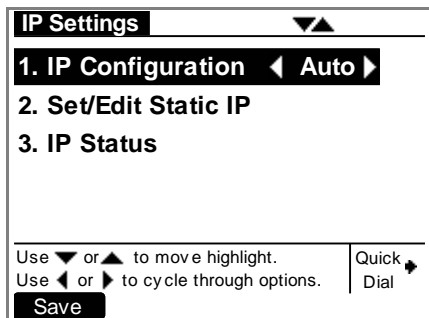 IP Settings ▼▲
1. IP Configuration ◀ Auto ▶
2. Set/Edit Static IP
3. IP Status
Use ▼ or ▲ to move highlight.
Use ◀ or ▶ to cycle through options.
Quick
Dial
Save